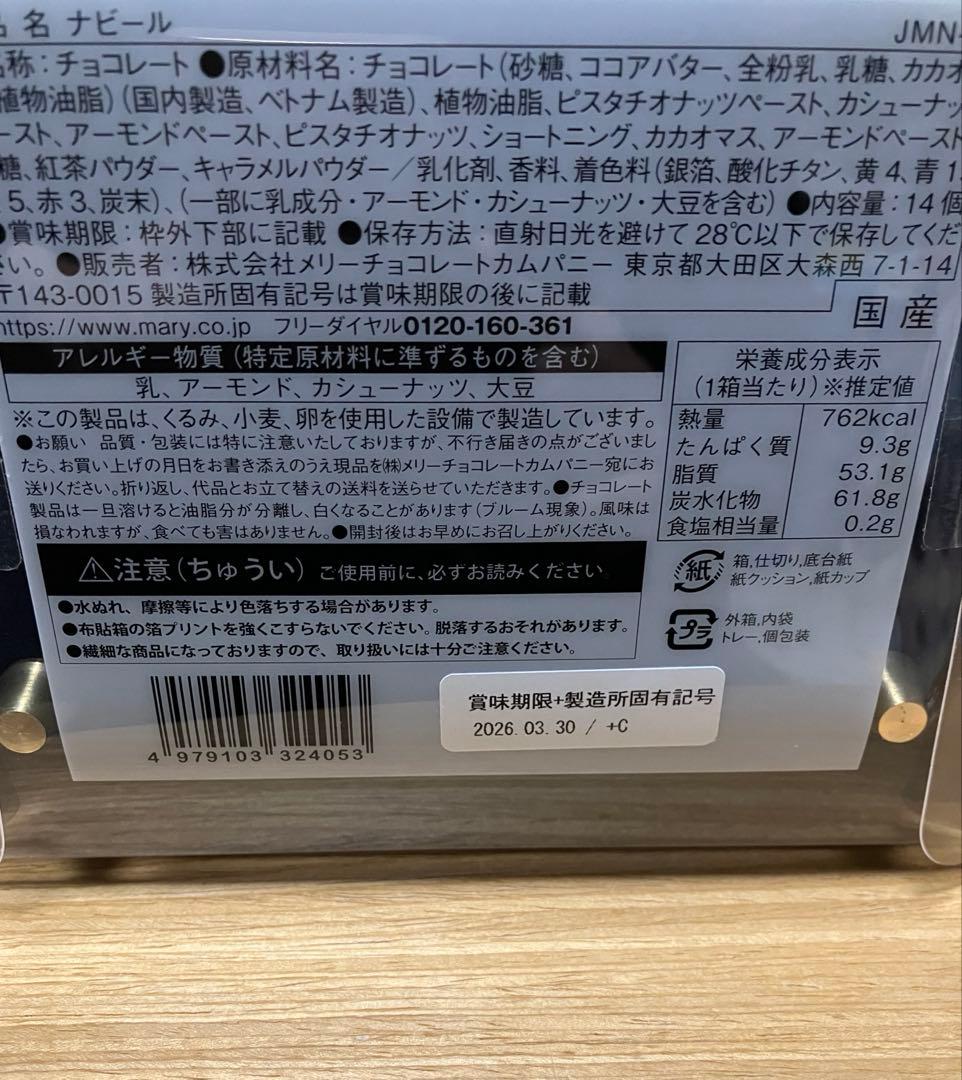 品 名 ナビール JMN-
名称：チョコレート ●原材料名：チョコレート（砂糖、ココアバター、全粉乳、乳糖、カカオ
植物油脂）（国内製造、ベトナム製造）、植物油脂、ピスタチオナッツペースト、カシューナッ
ースト、アーモンドペースト、ピスタチオナッツ、ショートニング、カカオマス、アーモンドペースト
糖、紅茶パウダー、キャラメルパウダー／乳化剤、香料、着色料（銀箔、酸化チタン、黄4、青1、
5、赤3、炭末）、（一部に乳成分・アーモンド・カシューナッツ・大豆を含む） ●内容量：14個
●賞味期限：枠外下部に記載 ●保存方法：直射日光を避けて28℃以下で保存してくだ
さい。 ●販売者：株式会社メリーチョコレートカムパニー 東京都大田区大森西7-1-14
〒143-0015 製造所固有記号は賞味期限の後に記載
https://www.mary.co.jp フリーダイヤル0120-160-361
国産
アレルギー物質（特定原材料に準ずるものを含む）
乳、アーモンド、カシューナッツ、大豆
※この製品は、くるみ、小麦、卵を使用した設備で製造しています。
●お願い 品質・包装には特に注意いたしておりますが、不行き届きの点がございまし
たら、お買い上げの月日をお書き添えのうえ現品を㈱メリーチョコレートカムパニー宛にお
送りください。折り返し、代品とお立て替えの送料を送らせていただきます。●チョコレート
製品は一旦溶けると油脂分が分離し、白くなることがあります（ブルーム現象）。風味は
損なわれますが、食べても害はありません。●開封後はお早めにお召し上がりください。
栄養成分表示
（1箱当たり）※推定値
熱量 762kcal
たんぱく質 9.3g
脂質 53.1g
炭水化物 61.8g
食塩相当量 0.2g
紙 箱,仕切り,底台紙
紙クッション,紙カップ
プラ 外箱,内袋
トレー,個包装
⚠注意（ちゅうい） ご使用前に、必ずお読みください。
●水ぬれ、摩擦等により色落ちする場合があります。
●布貼箱の箔プリントを強くこすらないでください。脱落するおそれがあります。
●繊細な商品になっておりますので、取り扱いには十分ご注意ください。
4 979103 324053
賞味期限+製造所固有記号
2026.03.30 / +C